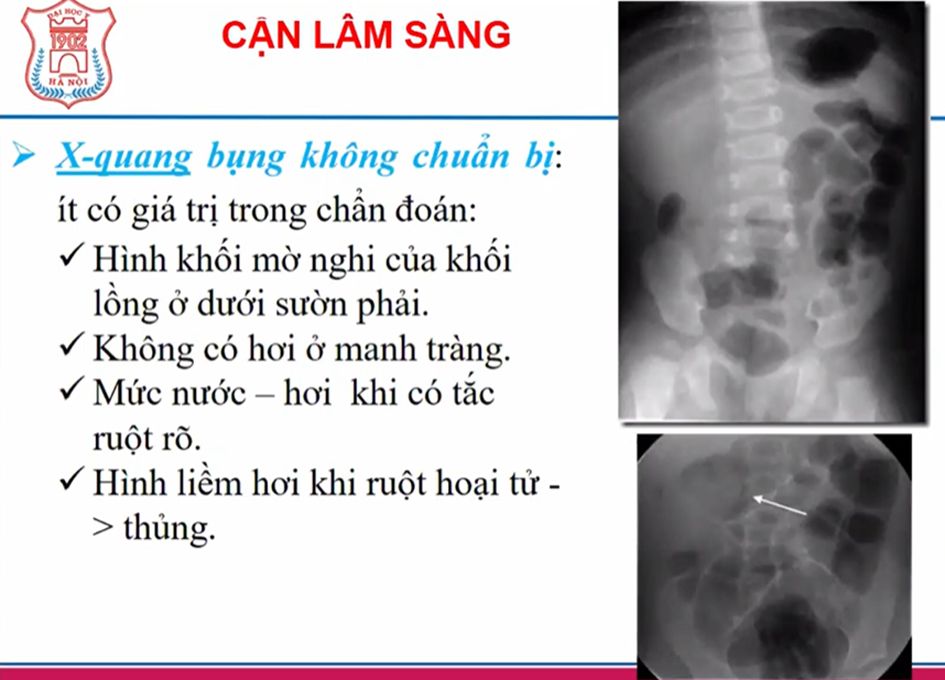 ĐẠI HỌC Y
1902
HÀ NỘI
CẬN LÂM SÀNG
➤ X-quang bụng không chuẩn bị:
ít có giá trị trong chẩn đoán:
✓ Hình khối mờ nghi của khối
lồng ở dưới sườn phải.
✓ Không có hơi ở manh tràng.
✓ Mức nước – hơi khi có tắc
ruột rõ.
✓ Hình liềm hơi khi ruột hoại tử -
> thủng.